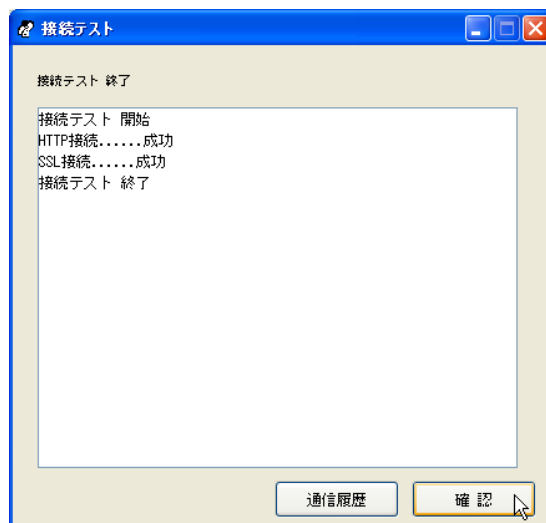 接続テスト
接続テスト 終了
接続テスト 開始
HTTP接続......成功
SSL接続......成功
接続テスト 終了
通信履歴
確 認